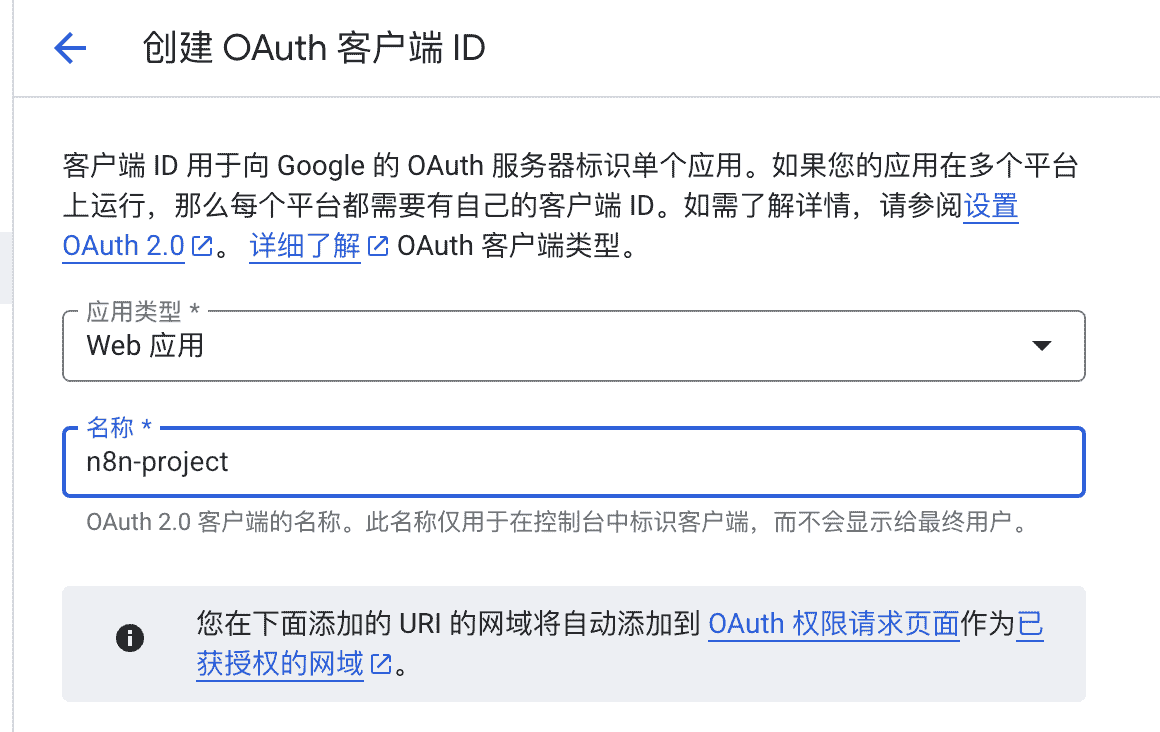 创建 OAuth 客户端 ID
客户端 ID 用于向 Google 的 OAuth 服务器标识单个应用。如果您的应用在多个平台
上运行，那么每个平台都需要有自己的客户端 ID。如需了解详情，请参阅设置
OAuth 2.0。 详细了解 OAuth 客户端类型。
应用类型 *
Web 应用
名称 *
n8n-project
OAuth 2.0 客户端的名称。此名称仅用于在控制台中标识客户端，而不会显示给最终用户。
您在下面添加的 URI 的网域将自动添加到 OAuth 权限请求页面作为已
获授权的网域。